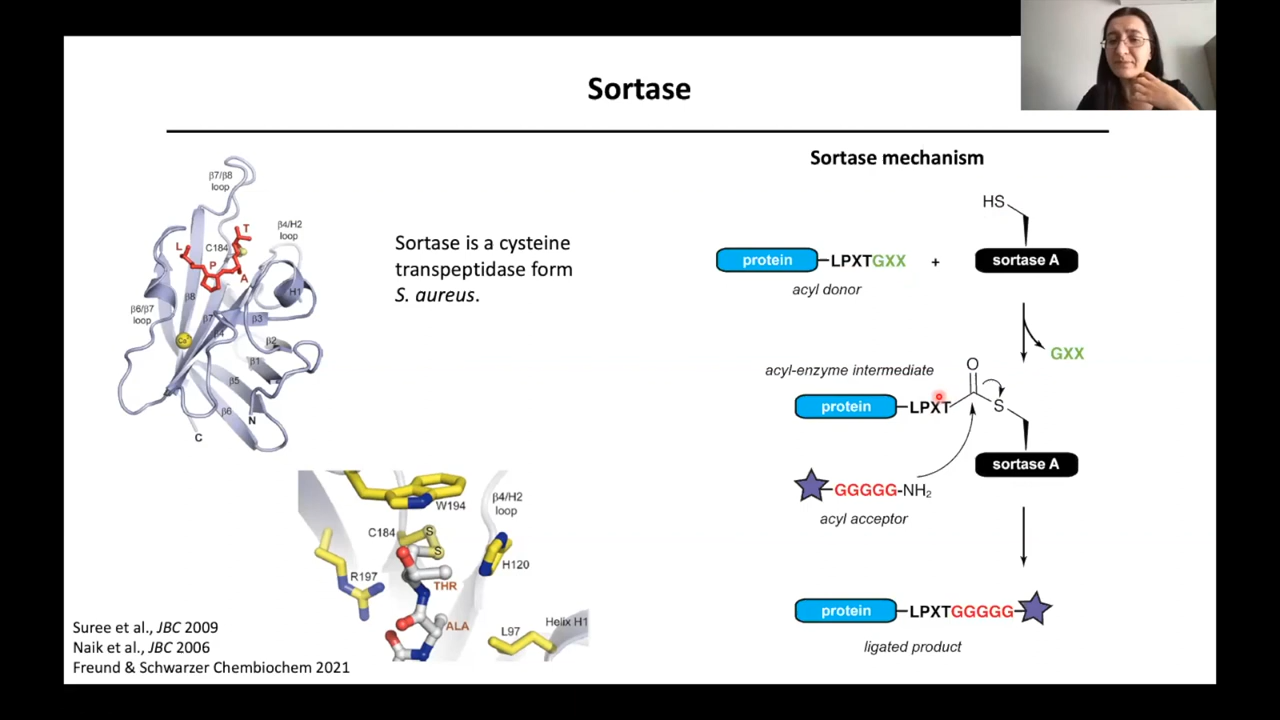 Sortase
β7/β8
loop
β4/H2
loop
L
T
C184
P
A
H1
β8
β6/β7
loop
β7
β3
β4
β2
Ca
β1
β5
β6
N
C
Sortase is a cysteine
transpeptidase form
S. aureus.
W194
β4/H2
loop
C184
S
S
H120
R197
THR
ALA
L97
Helix H1
Suree et al., JBC 2009
Naik et al., JBC 2006
Freund & Schwarzer Chembiochem 2021
Sortase mechanism
HS
protein LPXTGXX + sortase A
acyl donor
GXX
acyl-enzyme intermediate
O
protein LPXT S
sortase A
GGGGG-NH₂
acyl acceptor
protein LPXTGGGGG
ligated product